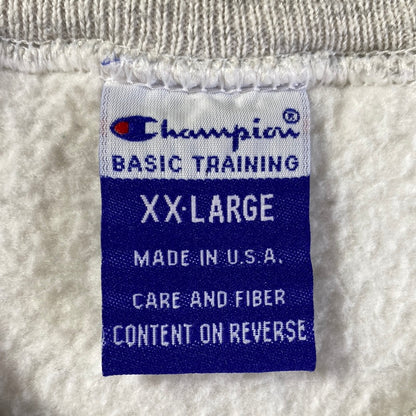 Champion®
BASIC TRAINING
XX-LARGE
MADE IN U.S.A.
CARE AND FIBER
CONTENT ON REVERSE